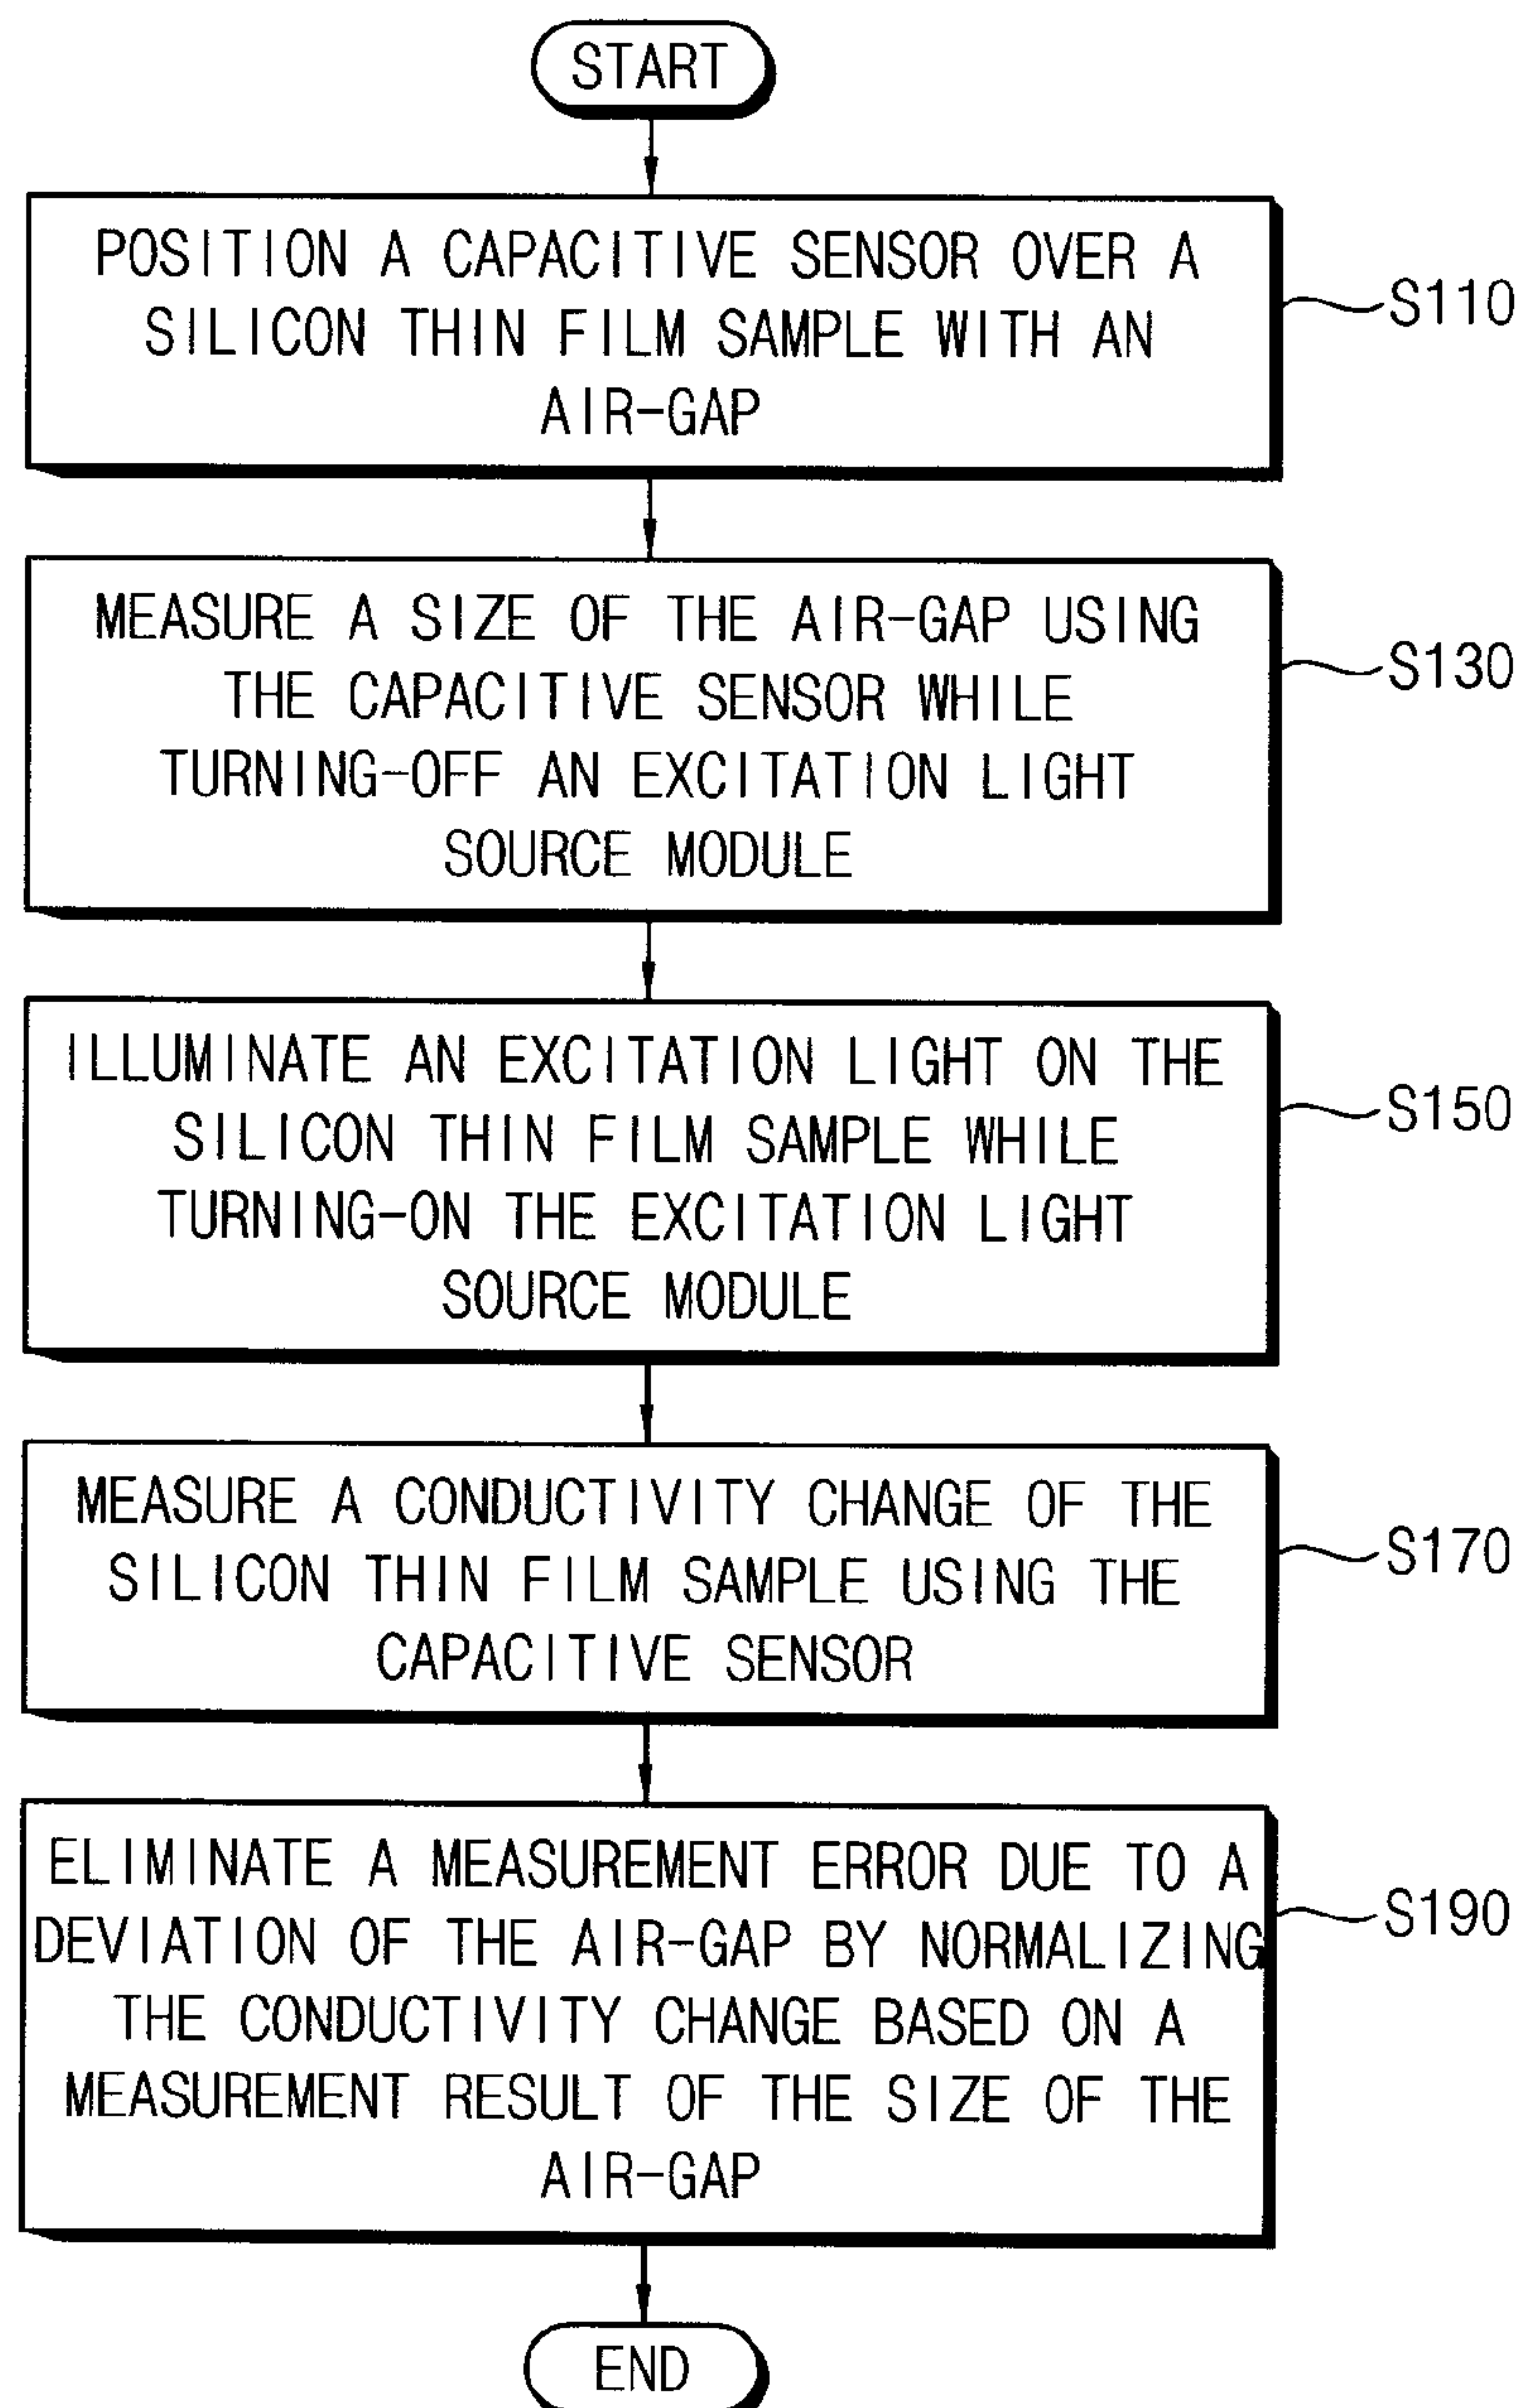 START
POSITION A CAPACITIVE SENSOR OVER A
SILICON THIN FILM SAMPLE WITH AN
AIR-GAP
S110
MEASURE A SIZE OF THE AIR-GAP USING
THE CAPACITIVE SENSOR WHILE
TURNING-OFF AN EXCITATION LIGHT
SOURCE MODULE
S130
ILLUMINATE AN EXCITATION LIGHT ON THE
SILICON THIN FILM SAMPLE WHILE
TURNING-ON THE EXCITATION LIGHT
SOURCE MODULE
S150
MEASURE A CONDUCTIVITY CHANGE OF THE
SILICON THIN FILM SAMPLE USING THE
CAPACITIVE SENSOR
S170
ELIMINATE A MEASUREMENT ERROR DUE TO A
DEVIATION OF THE AIR-GAP BY NORMALIZING
THE CONDUCTIVITY CHANGE BASED ON A
MEASUREMENT RESULT OF THE SIZE OF THE
AIR-GAP
S190
END